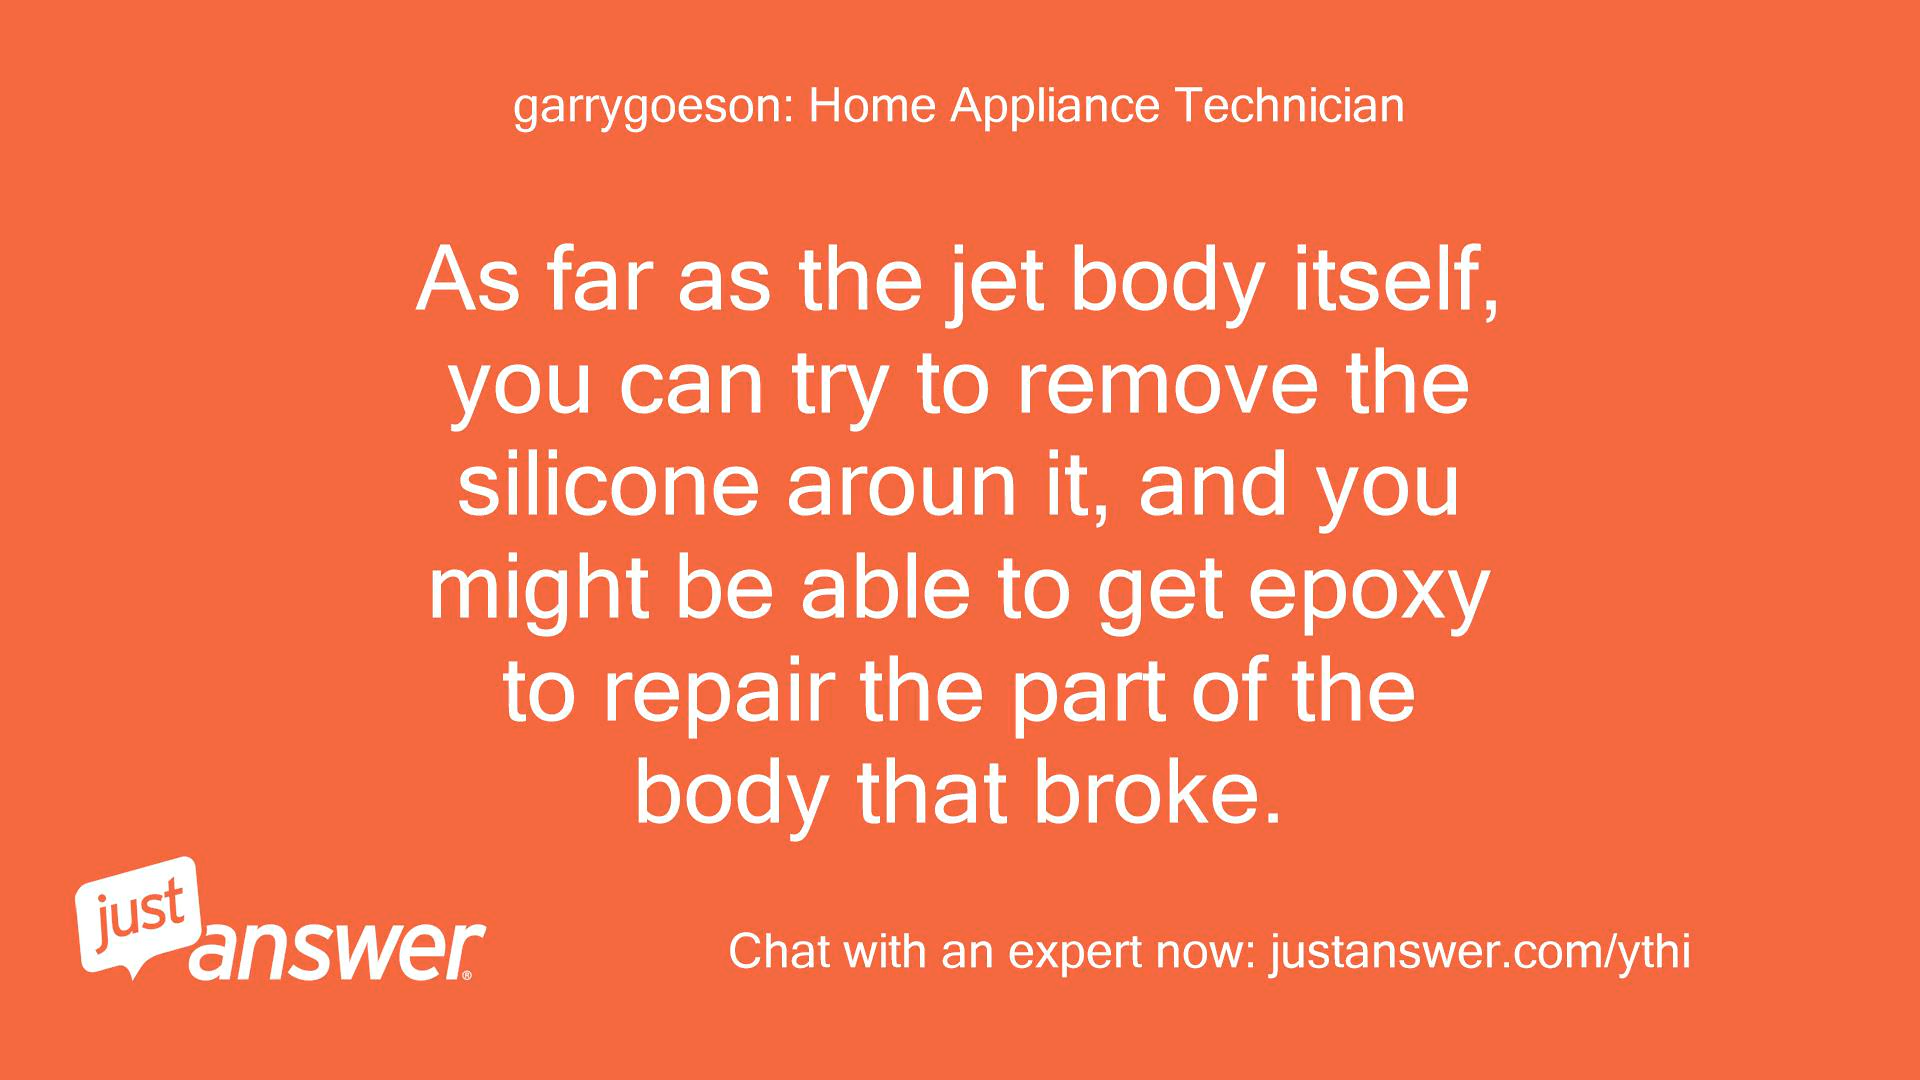 garrygoeson: Home Appliance Technician
As far as the jet body itself,
you can try to remove the
silicone aroun it, and you
might be able to get epoxy
to repair the part of the
body that broke.
just
answer®
Chat with an expert now: justanswer.com/ythi